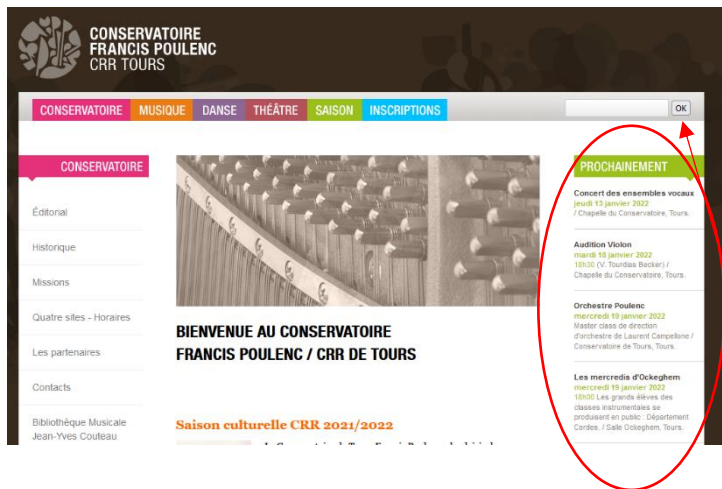 CONSERVATOIRE
FRANCIS POULENC
CRR TOURS
CONSERVATOIRE MUSIQUE DANSE THÉÂTRE SAISON INSCRIPTIONS OK
CONSERVATOIRE
Éditorial
Historique
Missions
Quatre sites - Horaires
Les partenaires
Contacts
Bibliothèque Musicale
Jean-Yves Couteau
BIENVENUE AU CONSERVATOIRE
FRANCIS POULENC / CRR DE TOURS
Saison culturelle CRR 2021/2022
PROCHAINEMENT
Concert des ensembles vocaux
jeudi 13 janvier 2022
/ Chapelle du Conservatoire, Tours.
Audition Violon
mardi 18 janvier 2022
18h30 (V. Tourdias Becker) /
Chapelle du Conservatoire, Tours.
Orchestre Poulenc
mercredi 19 janvier 2022
Master class de direction
d'orchestre de Laurent Campellone /
Conservatoire de Tours, Tours.
Les mercredis d'Ockeghem
mercredi 19 janvier 2022
18h00 Les grands élèves des
classes instrumentales se
produisent en public : Département
Cordes. / Salle Ockeghem, Tours.